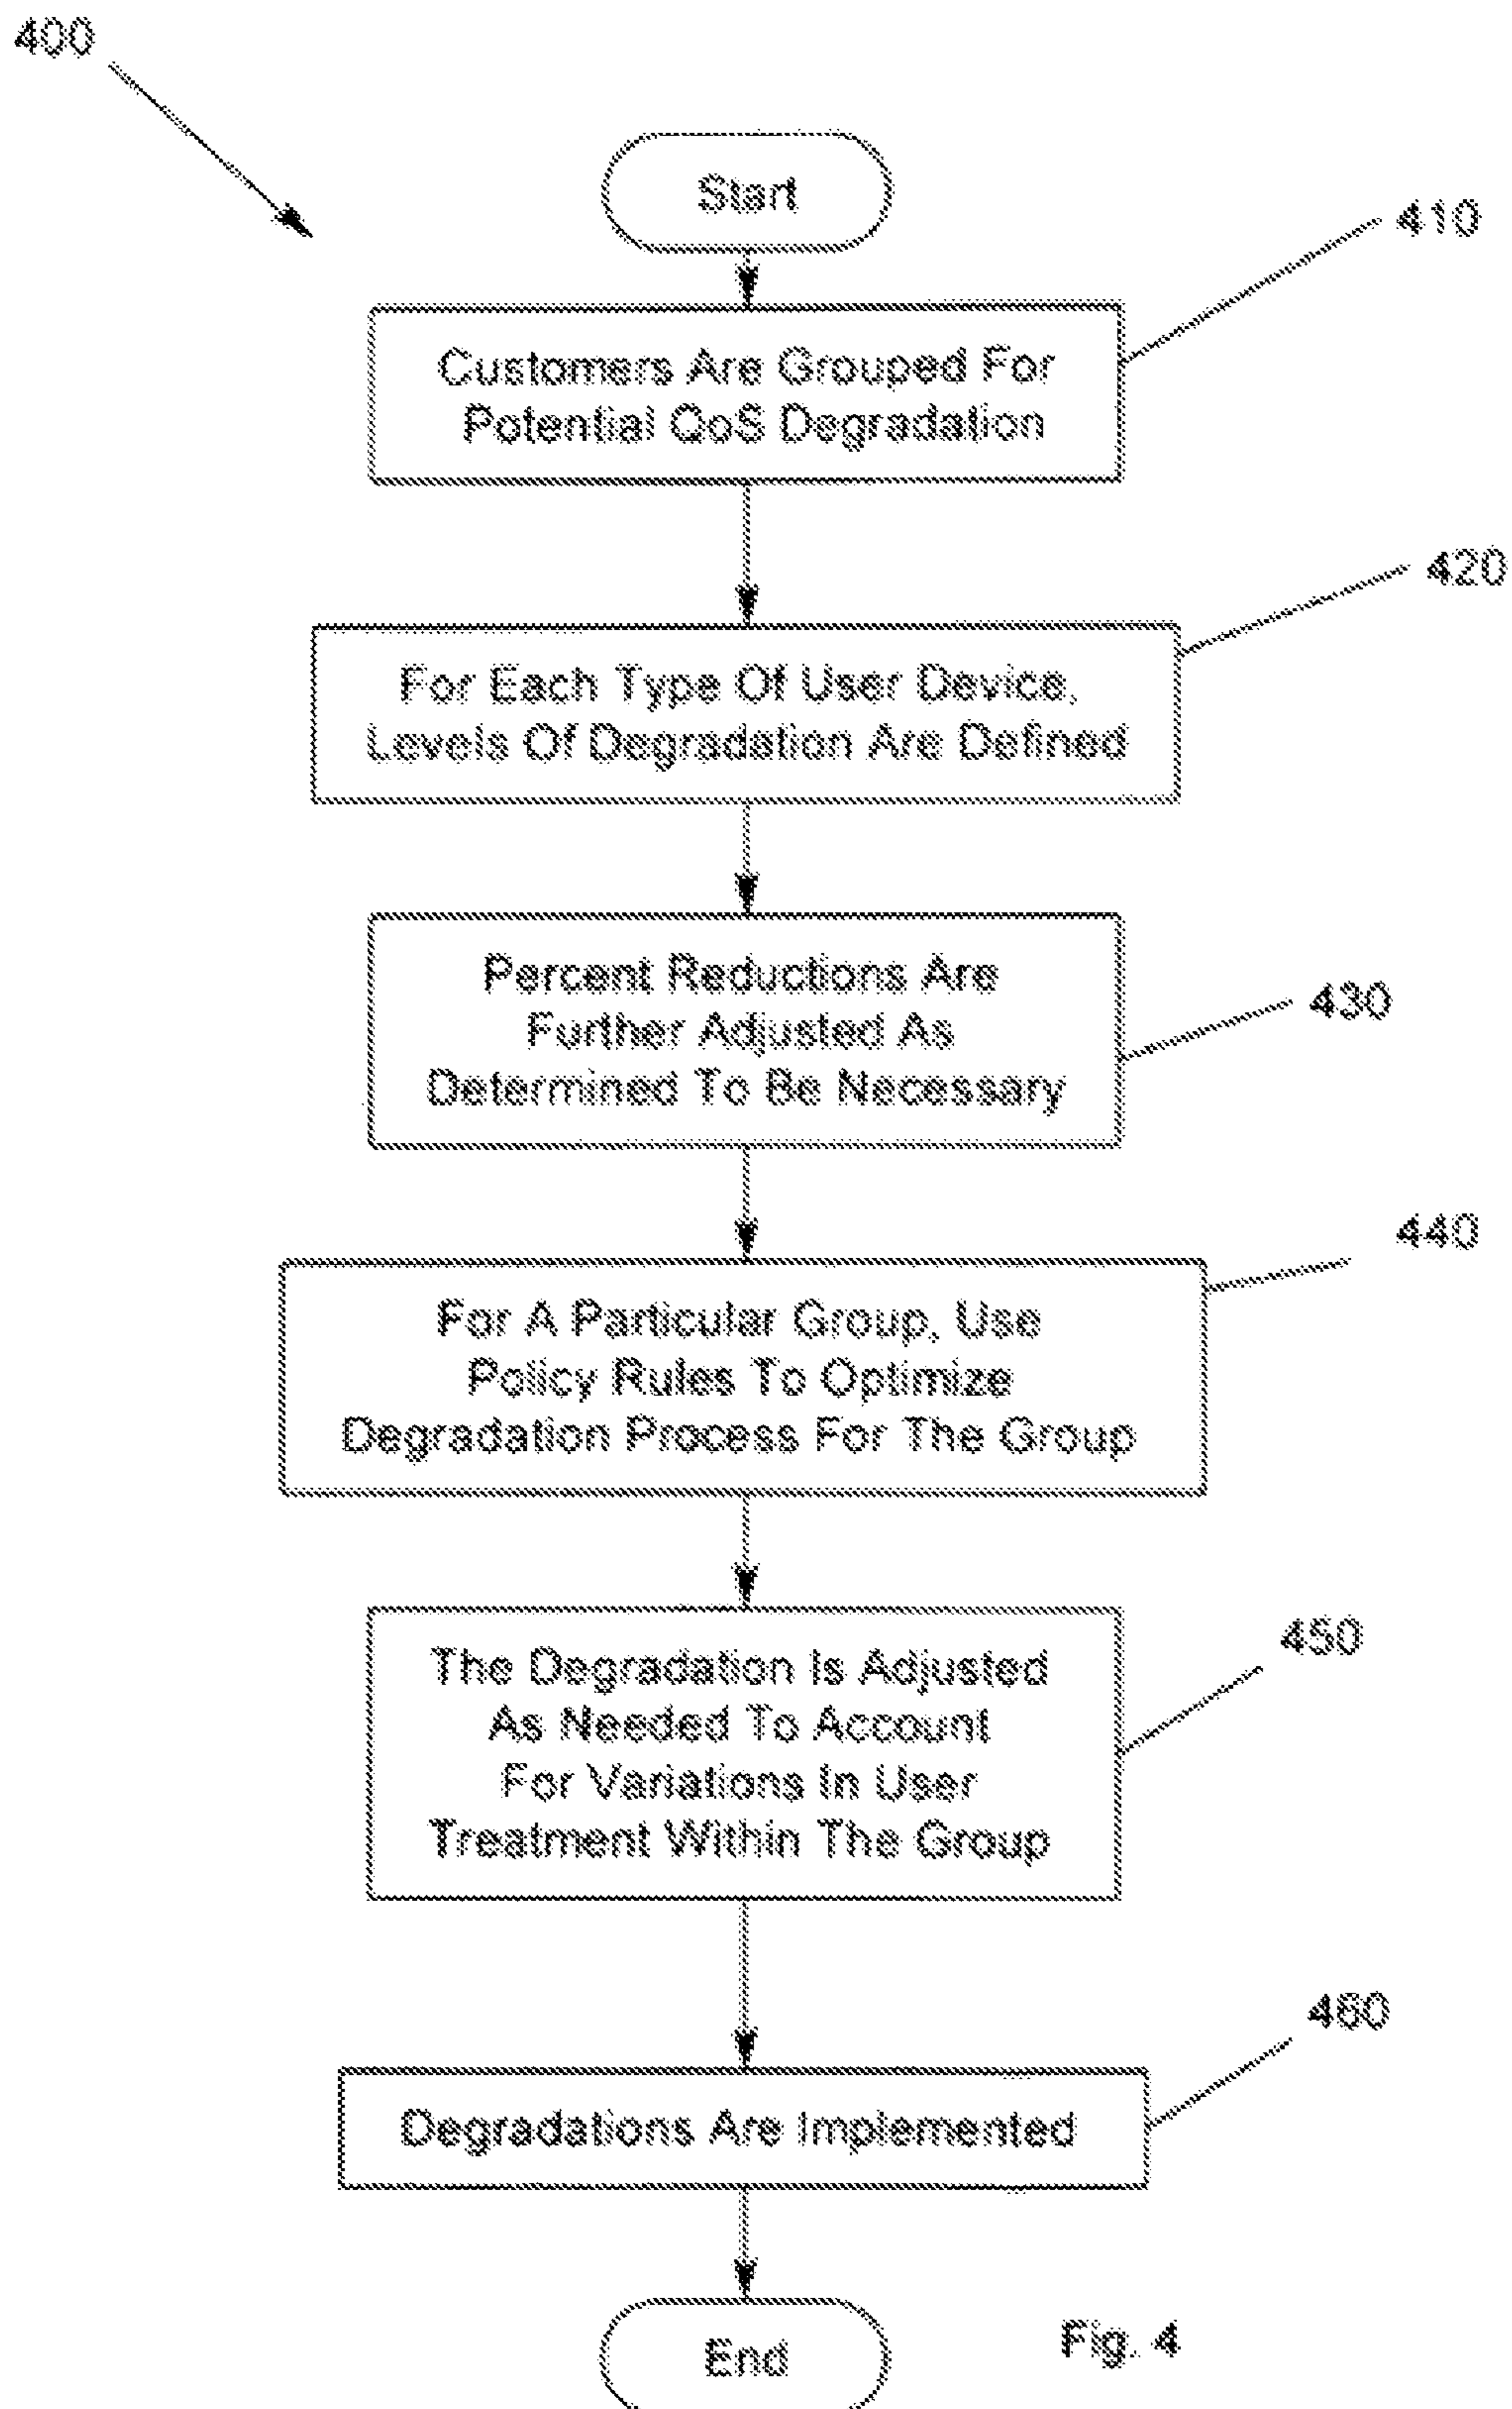 400
Start
410
Customers Are Grouped For
Potential QoS Degradation
420
For Each Type Of User Device,
Levels Of Degradation Are Defined
Percent Reductions Are
Further Adjusted As
Determined To Be Necessary
430
440
For A Particular Group, Use
Policy Rules To Optimize
Degradation Process For The Group
450
The Degradation Is Adjusted
As Needed To Account
For Variations In User
Treatment Within The Group
460
Degradations Are Implemented
End
Fig. 4